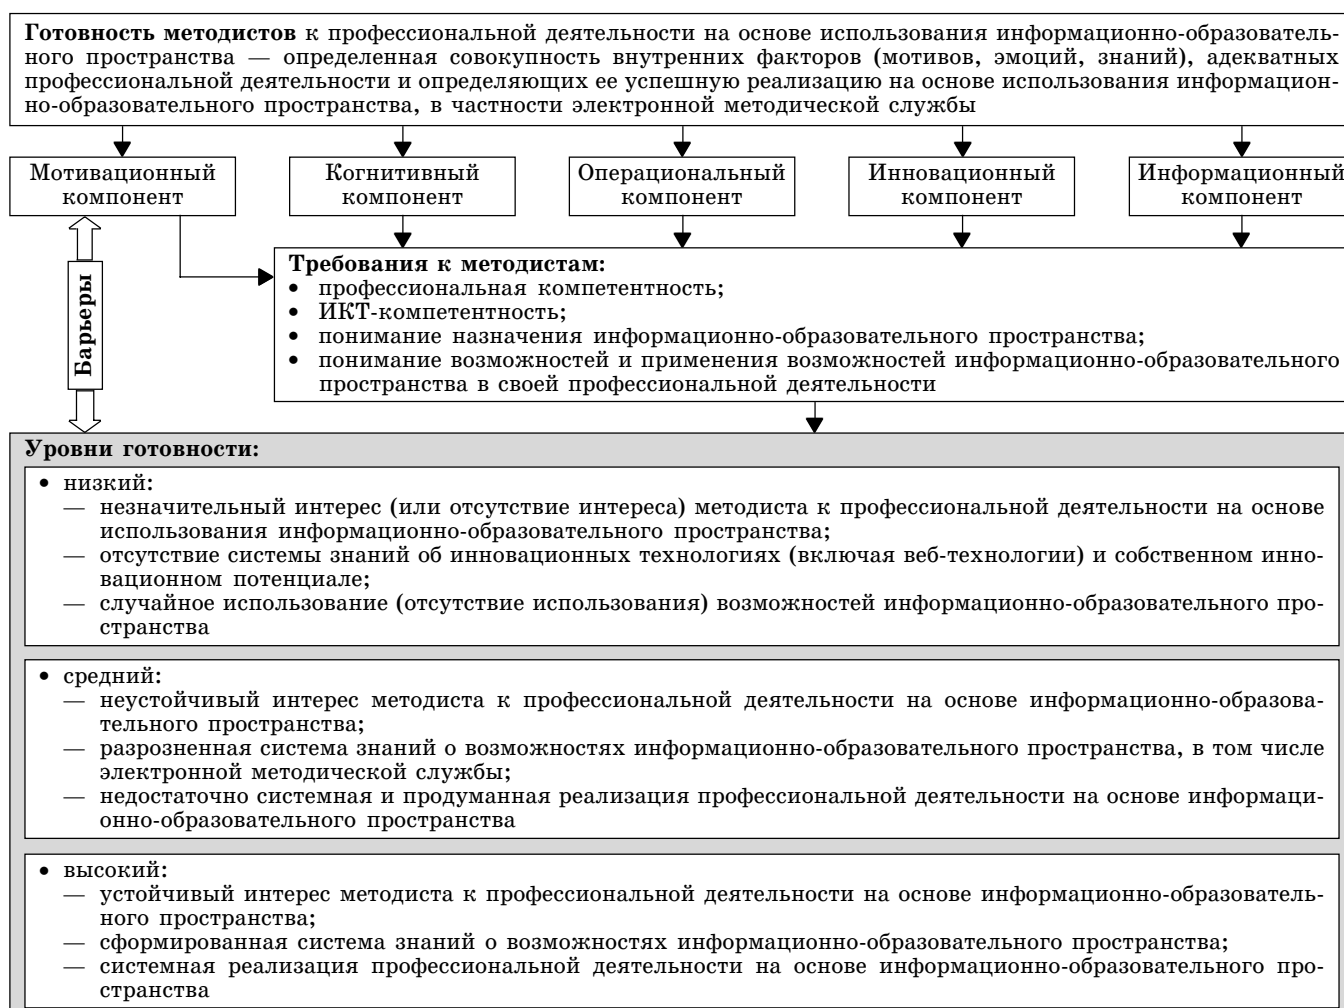 Готовность методистов к профессиональной деятельности на основе использования информационно-образователь-
ного пространства — определенная совокупность внутренних факторов (мотивов, эмоций, знаний), адекватных
профессиональной деятельности и определяющих ее успешную реализацию на основе использования информацион-
но-образовательного пространства, в частности электронной методической службы
Мотивационный
компонент
Когнитивный
компонент
Операциональный
компонент
Инновационный
компонент
Информационный
компонент
Барьеры
Требования к методистам:
• профессиональная компетентность;
• ИКТ-компетентность;
• понимание назначения информационно-образовательного пространства;
• понимание возможностей и применения возможностей информационно-образовательного
пространства в своей профессиональной деятельности
Уровни готовности:
• низкий:
— незначительный интерес (или отсутствие интереса) методиста к профессиональной деятельности на основе
использования информационно-образовательного пространства;
— отсутствие системы знаний об инновационных технологиях (включая веб-технологии) и собственном инно-
вационном потенциале;
— случайное использование (отсутствие использования) возможностей информационно-образовательного про-
странства
• средний:
— неустойчивый интерес методиста к профессиональной деятельности на основе информационно-образова-
тельного пространства;
— разрозненная система знаний о возможностях информационно-образовательного пространства, в том числе
электронной методической службы;
— недостаточно системная и продуманная реализация профессиональной деятельности на основе информаци-
онно-образовательного пространства
• высокий:
— устойчивый интерес методиста к профессиональной деятельности на основе информационно-образователь-
ного пространства;
— сформированная система знаний о возможностях информационно-образовательного пространства;
— системная реализация профессиональной деятельности на основе информационно-образовательного про-
странства